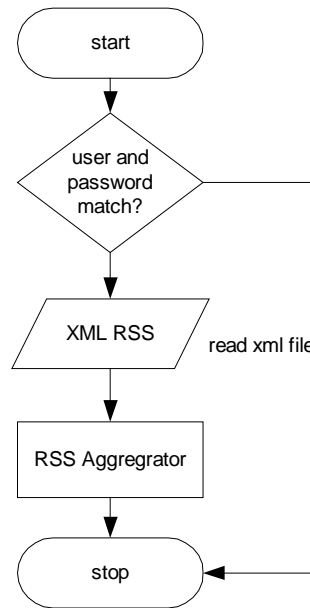 start
user and
password
match?
XML RSS
read xml file
RSS Aggregrator
stop